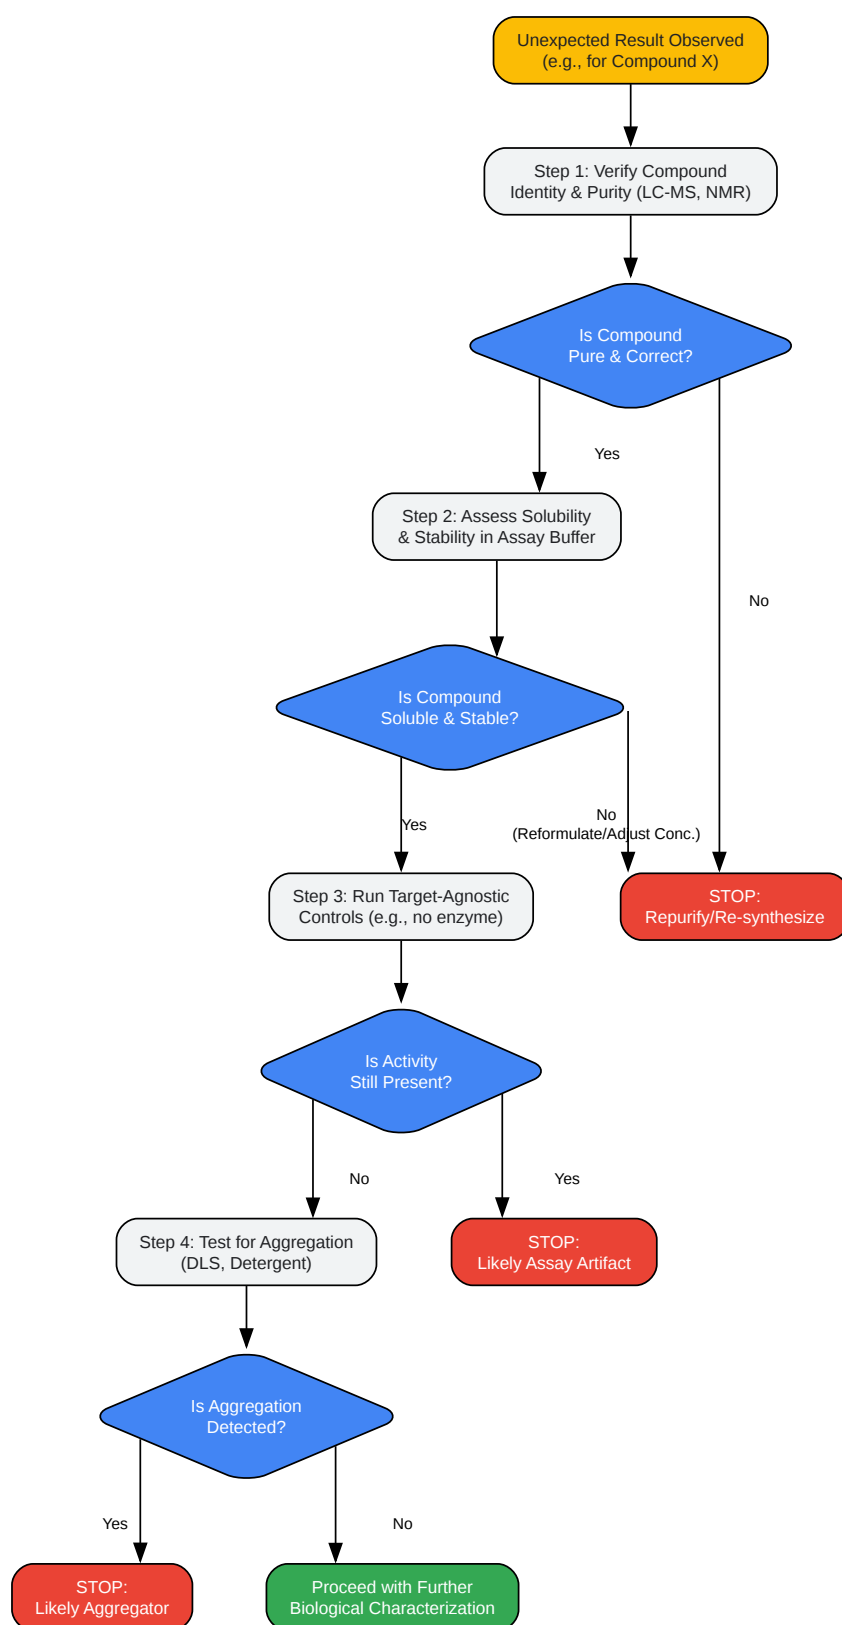 Unexpected Result Observed
(e.g., for Compound X)
Step 1: Verify Compound
Identity & Purity (LC-MS, NMR)
Is Compound
Pure & Correct?
Yes
Step 2: Assess Solubility
& Stability in Assay Buffer
No
Is Compound
Soluble & Stable?
No
(Reformulate/Adjust Conc.)
Yes
Step 3: Run Target-Agnostic
Controls (e.g., no enzyme)
STOP:
Repurify/Re-synthesize
Is Activity
Still Present?
No
Yes
Step 4: Test for Aggregation
(DLS, Detergent)
STOP:
Likely Assay Artifact
Is Aggregation
Detected?
Yes
No
STOP:
Likely Aggregator
Proceed with Further
Biological Characterization